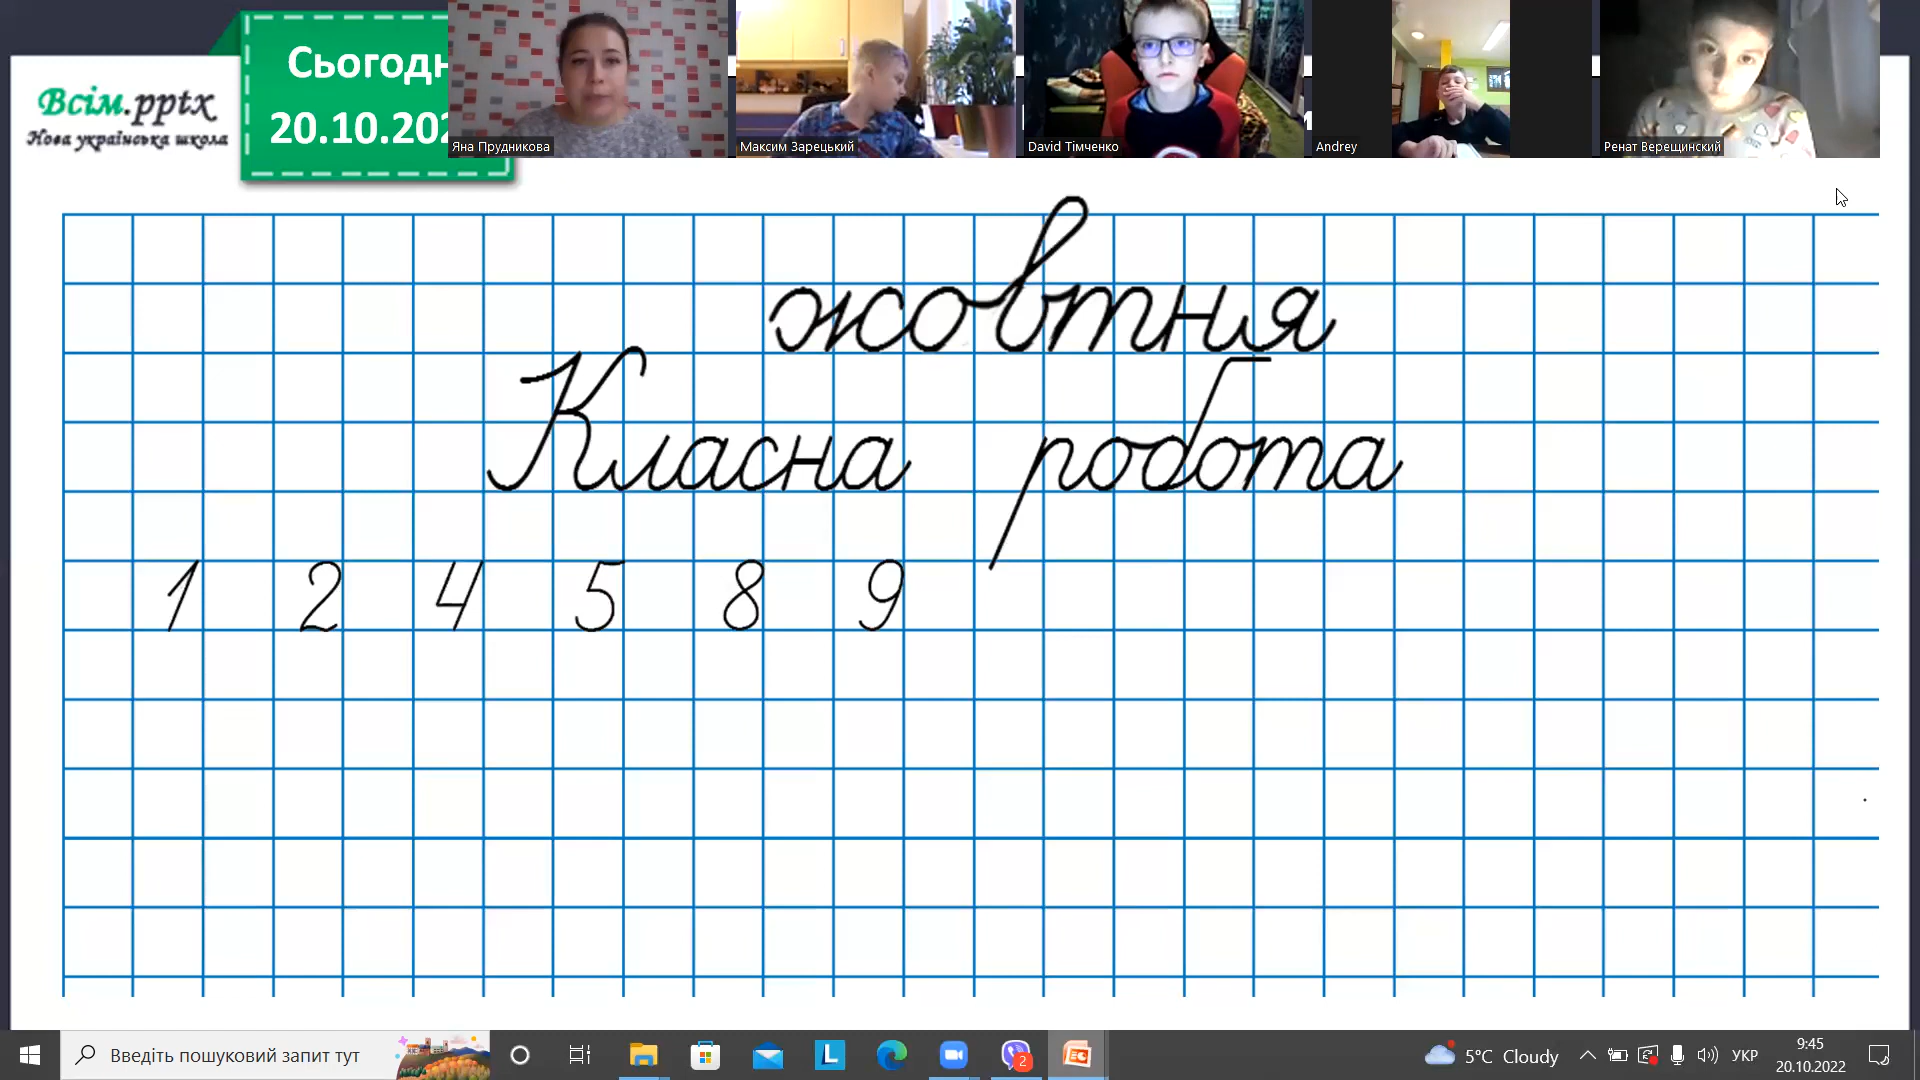 Сьогодн
20.10.202
Всім.pptx
Нова українська школа
Яна Прудникова
Максим Зарецький
David Тімченко
Andrey
Ренат Верещинский
жовтня
Класна робота
1 2 4 5 8 9
Введіть пошуковий запит тут
L
2
5°C Cloudy
УКР
9:45
20.10.2022